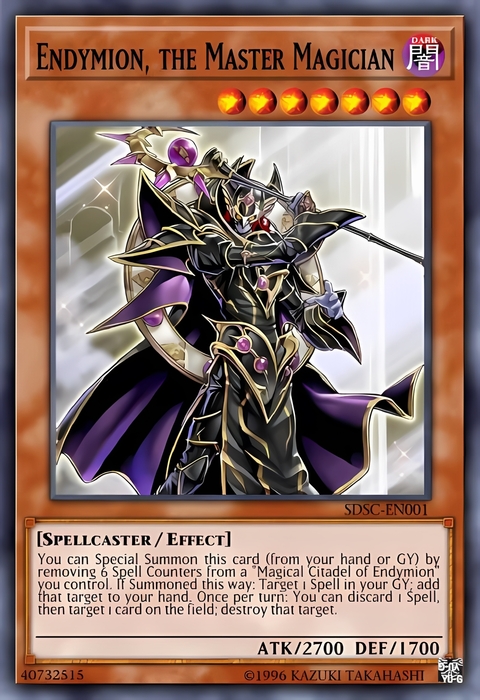 ENDYMION, THE MASTER MAGICIAN
DARK
闇
SDSC-EN001
[SPELLCASTER / EFFECT]
You can Special Summon this card (from your hand or GY) by
removing 6 Spell Counters from a "Magical Citadel of Endymion"
you control. If Summoned this way: Target 1 Spell in your GY; add
that target to your hand. Once per turn: You can discard 1 Spell,
then target 1 card on the field; destroy that target.
ATK/2700 DEF/1700
40732515
©1996 KAZUKI TAKAHASHI